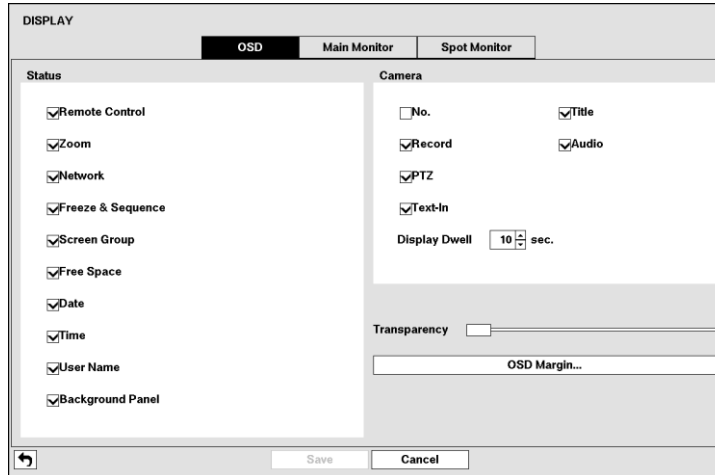 DISPLAY
OSD Main Monitor Spot Monitor
Status
Remote Control
Zoom
Network
Freeze & Sequence
Screen Group
Free Space
Date
Time
User Name
Background Panel
Camera
No. Title
Record Audio
PTZ
Text-In
Display Dwell 10 sec.
Transparency
OSD Margin...
Save Cancel